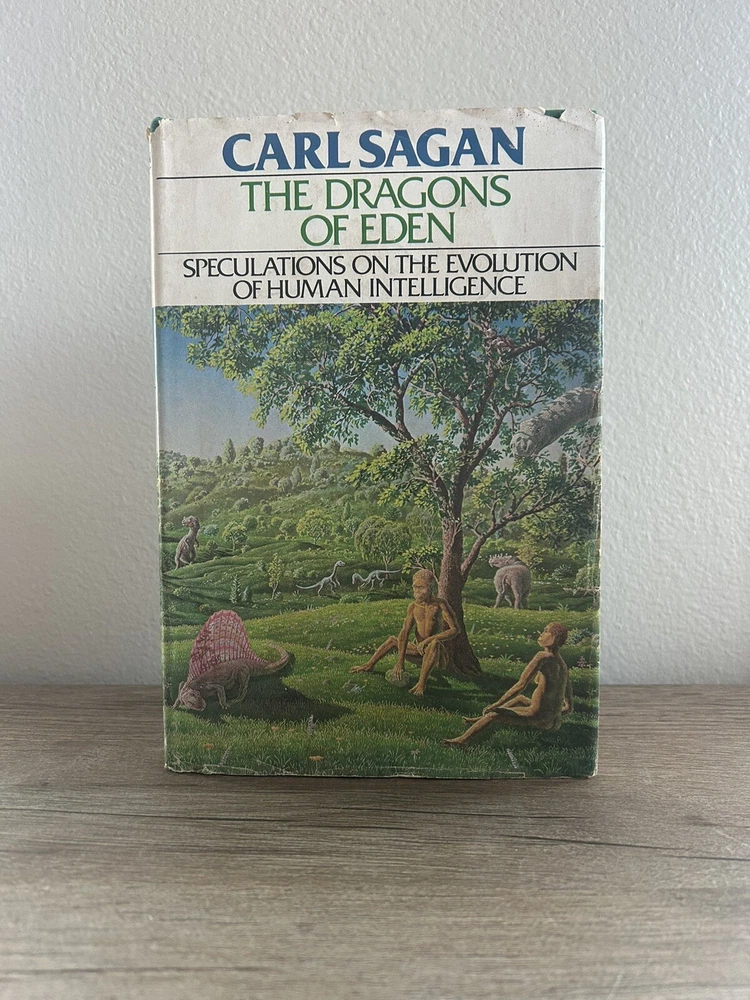 CARL SAGAN
THE DRAGONS
OF EDEN
SPECULATIONS ON THE EVOLUTION
OF HUMAN INTELLIGENCE